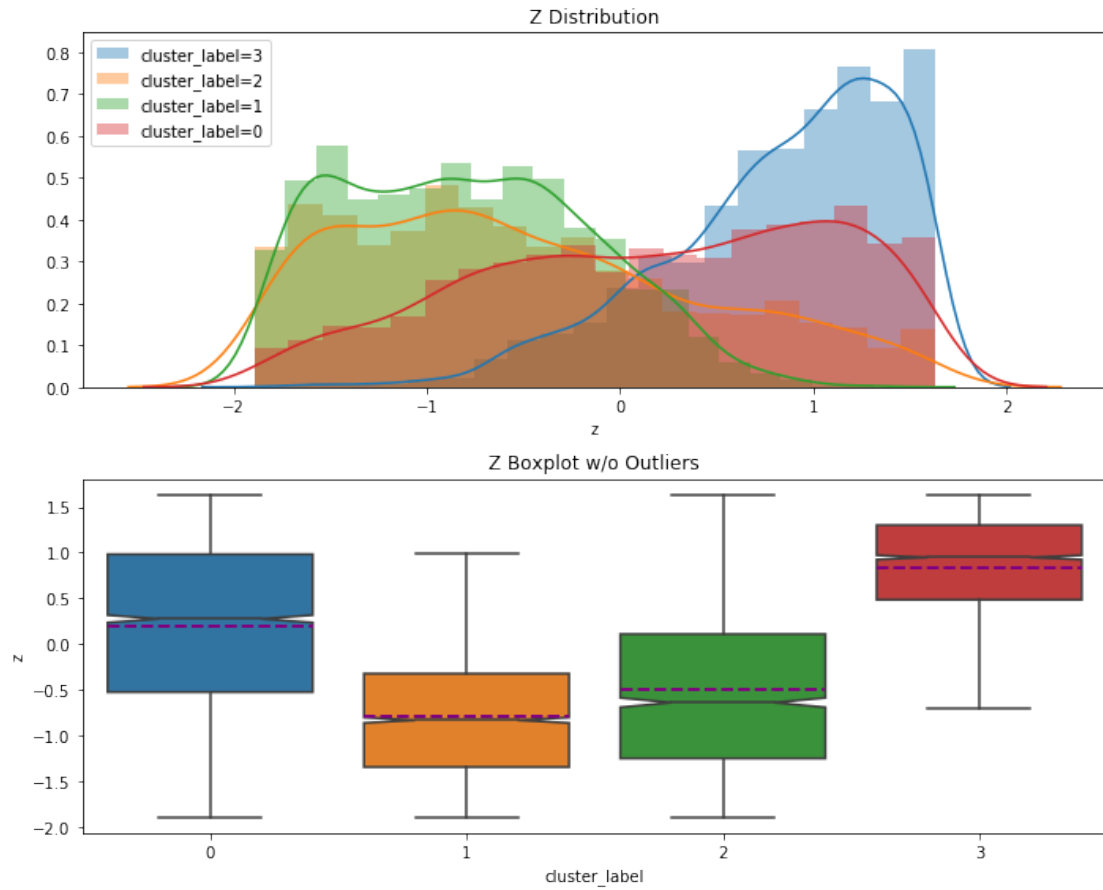 Z Distribution
cluster_label=3
cluster_label=2
cluster_label=1
cluster_label=0
0.8
0.7
0.6
0.5
0.4
0.3
0.2
0.1
0.0
−2 −1 0 1 2
z
Z Boxplot w/o Outliers
1.5
1.0
0.5
0.0
−0.5
−1.0
−1.5
−2.0
z
0 1 2 3
cluster_label